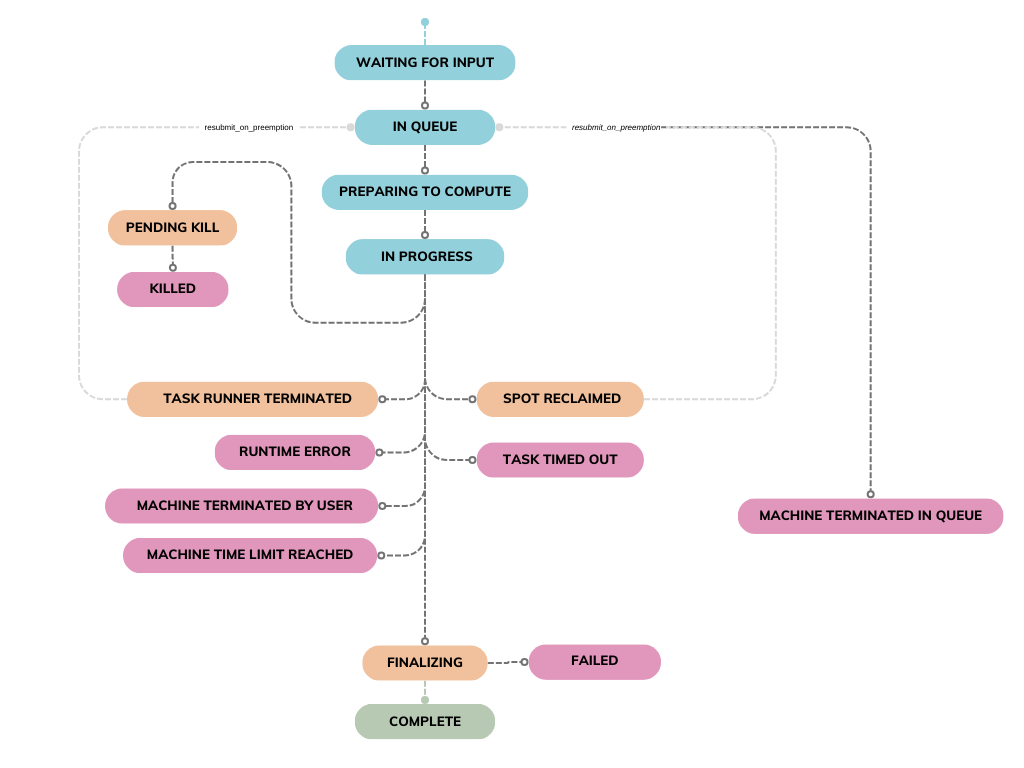 WAITING FOR INPUT
resubmit_on_preemption
IN QUEUE
resubmit_on_preemption
PREPARING TO COMPUTE
PENDING KILL
IN PROGRESS
KILLED
TASK RUNNER TERMINATED
SPOT RECLAIMED
RUNTIME ERROR
TASK TIMED OUT
MACHINE TERMINATED BY USER
MACHINE TERMINATED IN QUEUE
MACHINE TIME LIMIT REACHED
FINALIZING
FAILED
COMPLETE